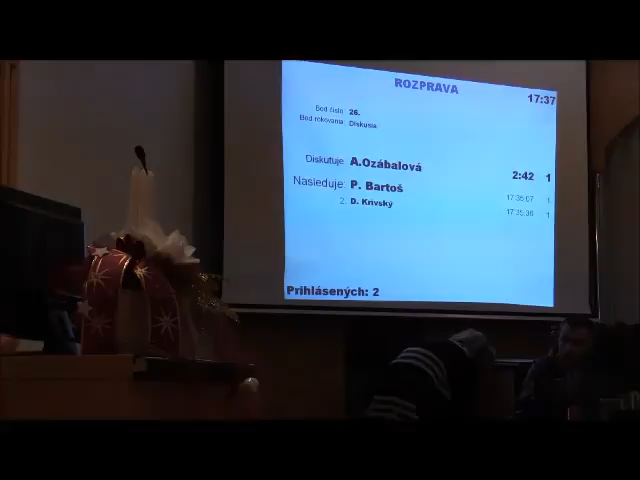 ROZPRAVA
17:37
Bod číslo: 26.
Bod rokovania: Diskusia
Diskutuje: A.Ozábalová 2:42 1
Nasleduje: P. Bartoš 17:35:07 1
2. D. Krivský 17:35:36 1
Prihlásených: 2